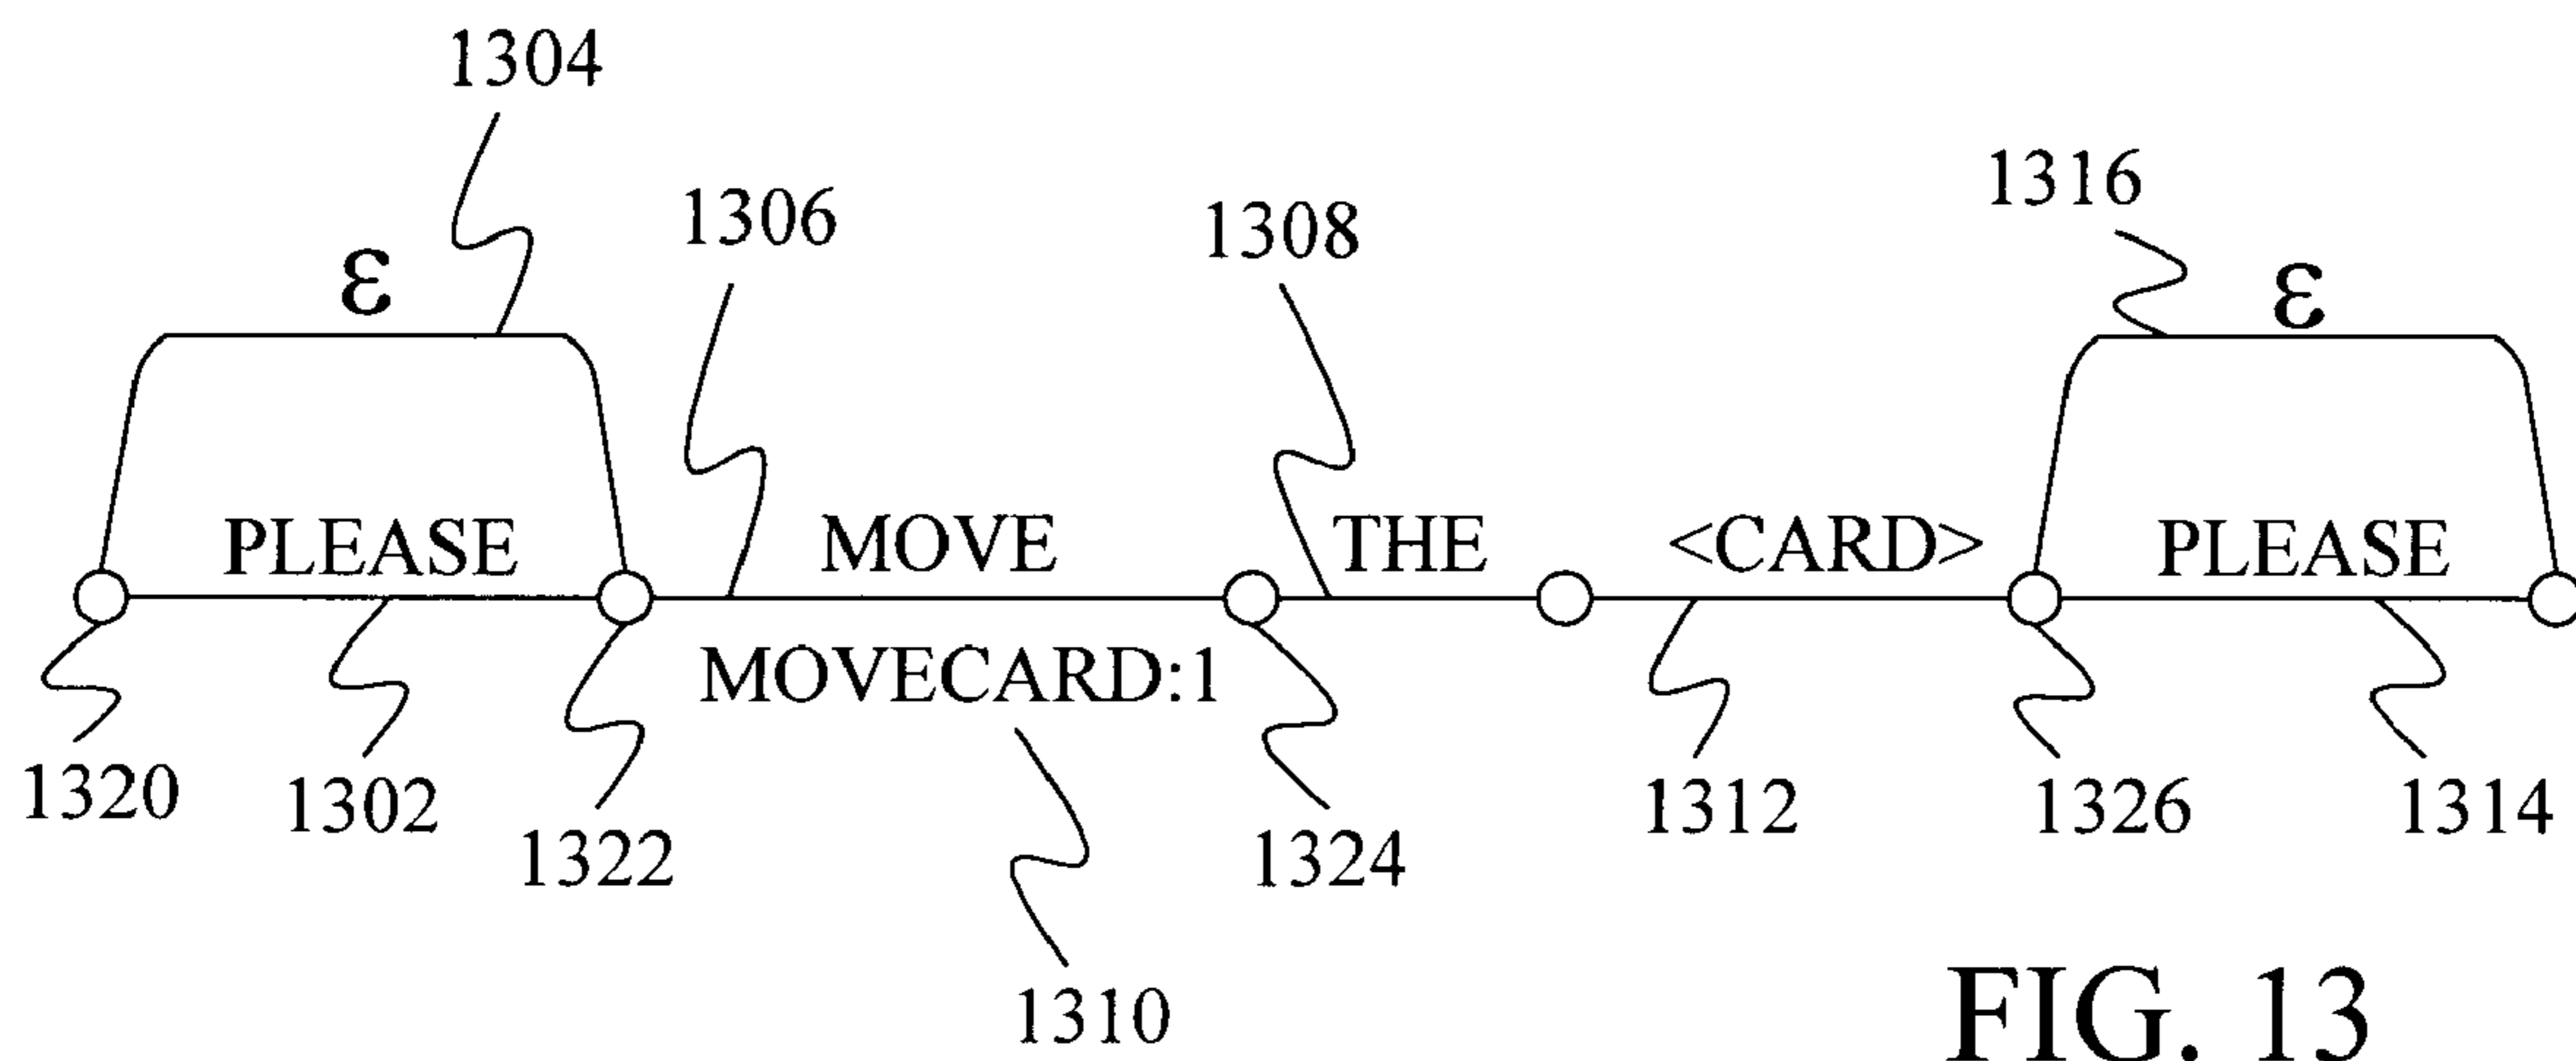 1304
1316
1306
1308
ε
ε
PLEASE
MOVE
THE
<CARD>
PLEASE
MOVECARD:1
1320
1302
1322
1324
1312
1326
1314
1310
FIG. 13